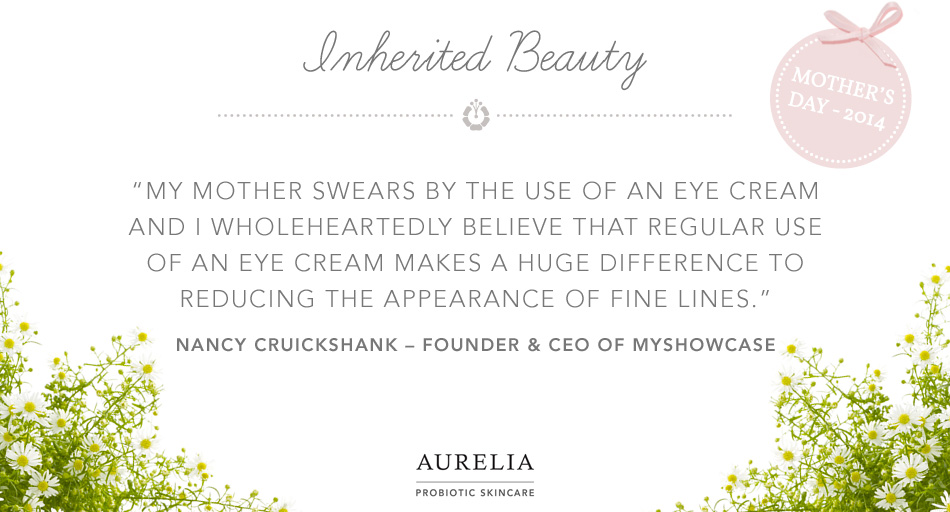 Inherited Beauty
MOTHER'S
DAY - 2014
“MY MOTHER SWEARS BY THE USE OF AN EYE CREAM
AND I WHOLEHEARTEDLY BELIEVE THAT REGULAR USE
OF AN EYE CREAM MAKES A HUGE DIFFERENCE TO
REDUCING THE APPEARANCE OF FINE LINES.”
NANCY CRUICKSHANK – FOUNDER & CEO OF MYSHOWCASE
AURELIA
PROBIOTIC SKINCARE